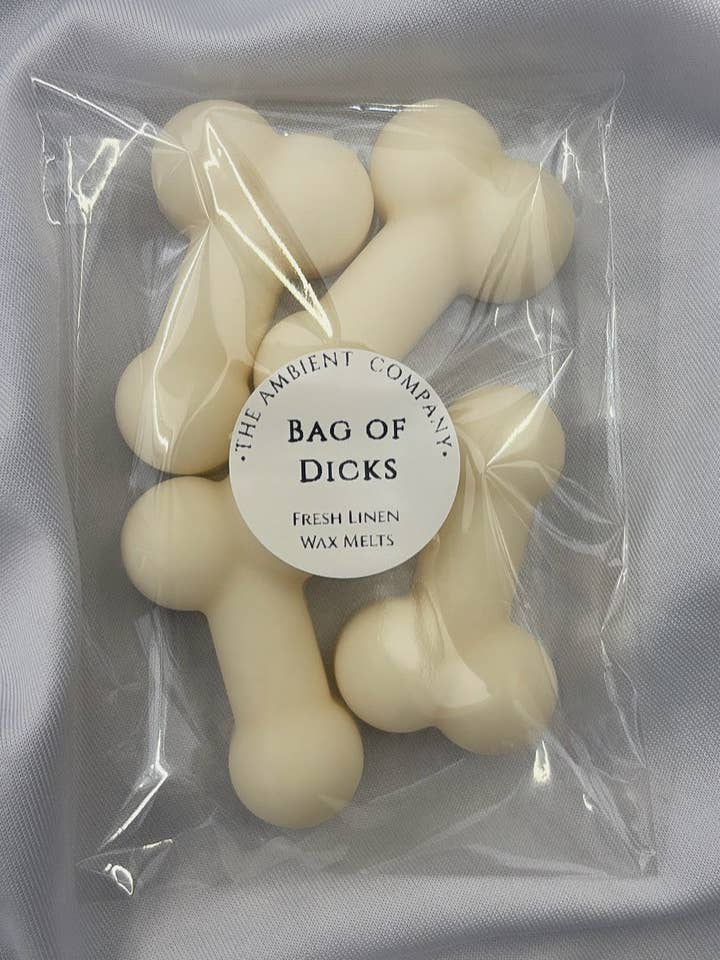 ·THE AMBIENT COMPANY·
BAG OF
DICKS
FRESH LINEN
WAX MELTS